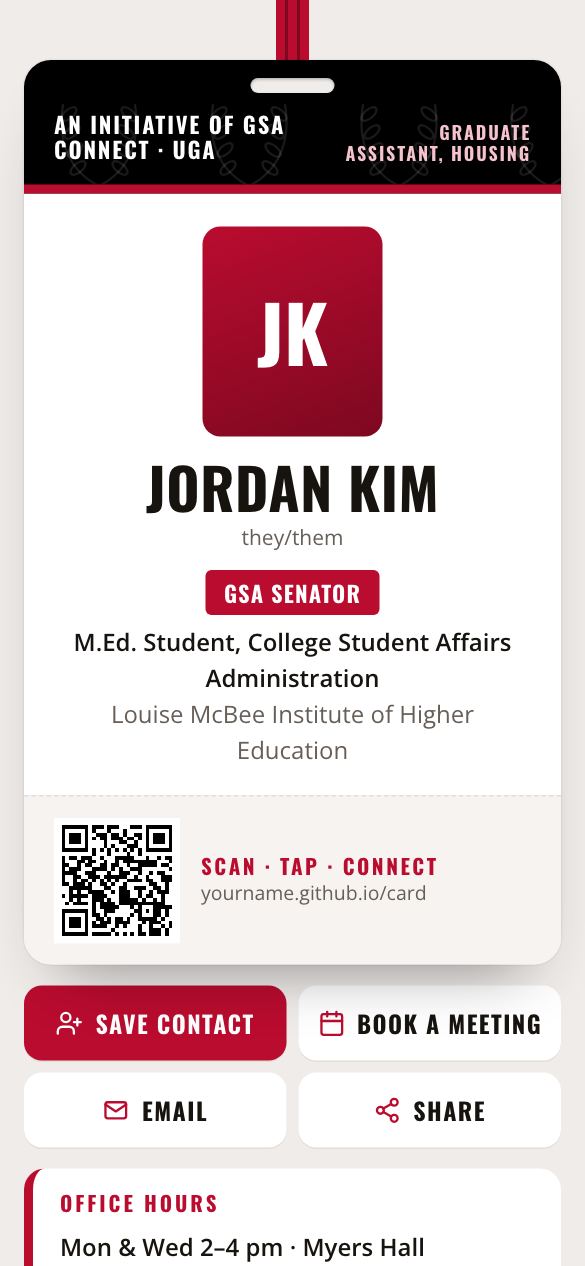 AN INITIATIVE OF GSA
CONNECT · UGA
GRADUATE
ASSISTANT, HOUSING
JK
JORDAN KIM
they/them
GSA SENATOR
M.Ed. Student, College Student Affairs
Administration
Louise McBee Institute of Higher
Education
SCAN · TAP · CONNECT
yourname.github.io/card
SAVE CONTACT
BOOK A MEETING
EMAIL
SHARE
OFFICE HOURS
Mon & Wed 2–4 pm · Myers Hall